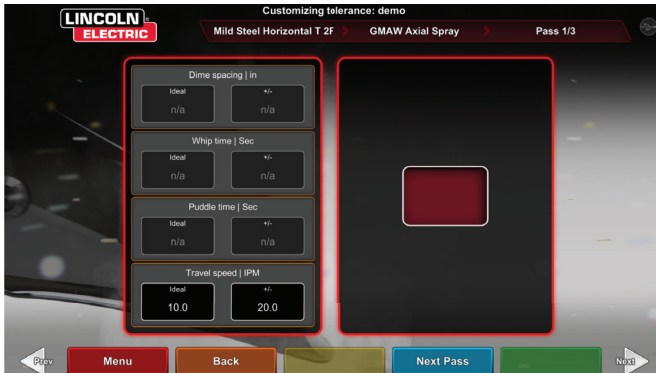 LINCOLN®
ELECTRIC
Customizing tolerance: demo
Mild Steel Horizontal T 2F
GMAW Axial Spray
Pass 1/3
Dime spacing | in
Ideal +/-
n/a n/a
Whip time | Sec
Ideal +/-
n/a n/a
Puddle time | Sec
Ideal +/-
n/a n/a
Travel speed | IPM
Ideal +/-
10.0 20.0
Prev Menu Back Next Pass Next